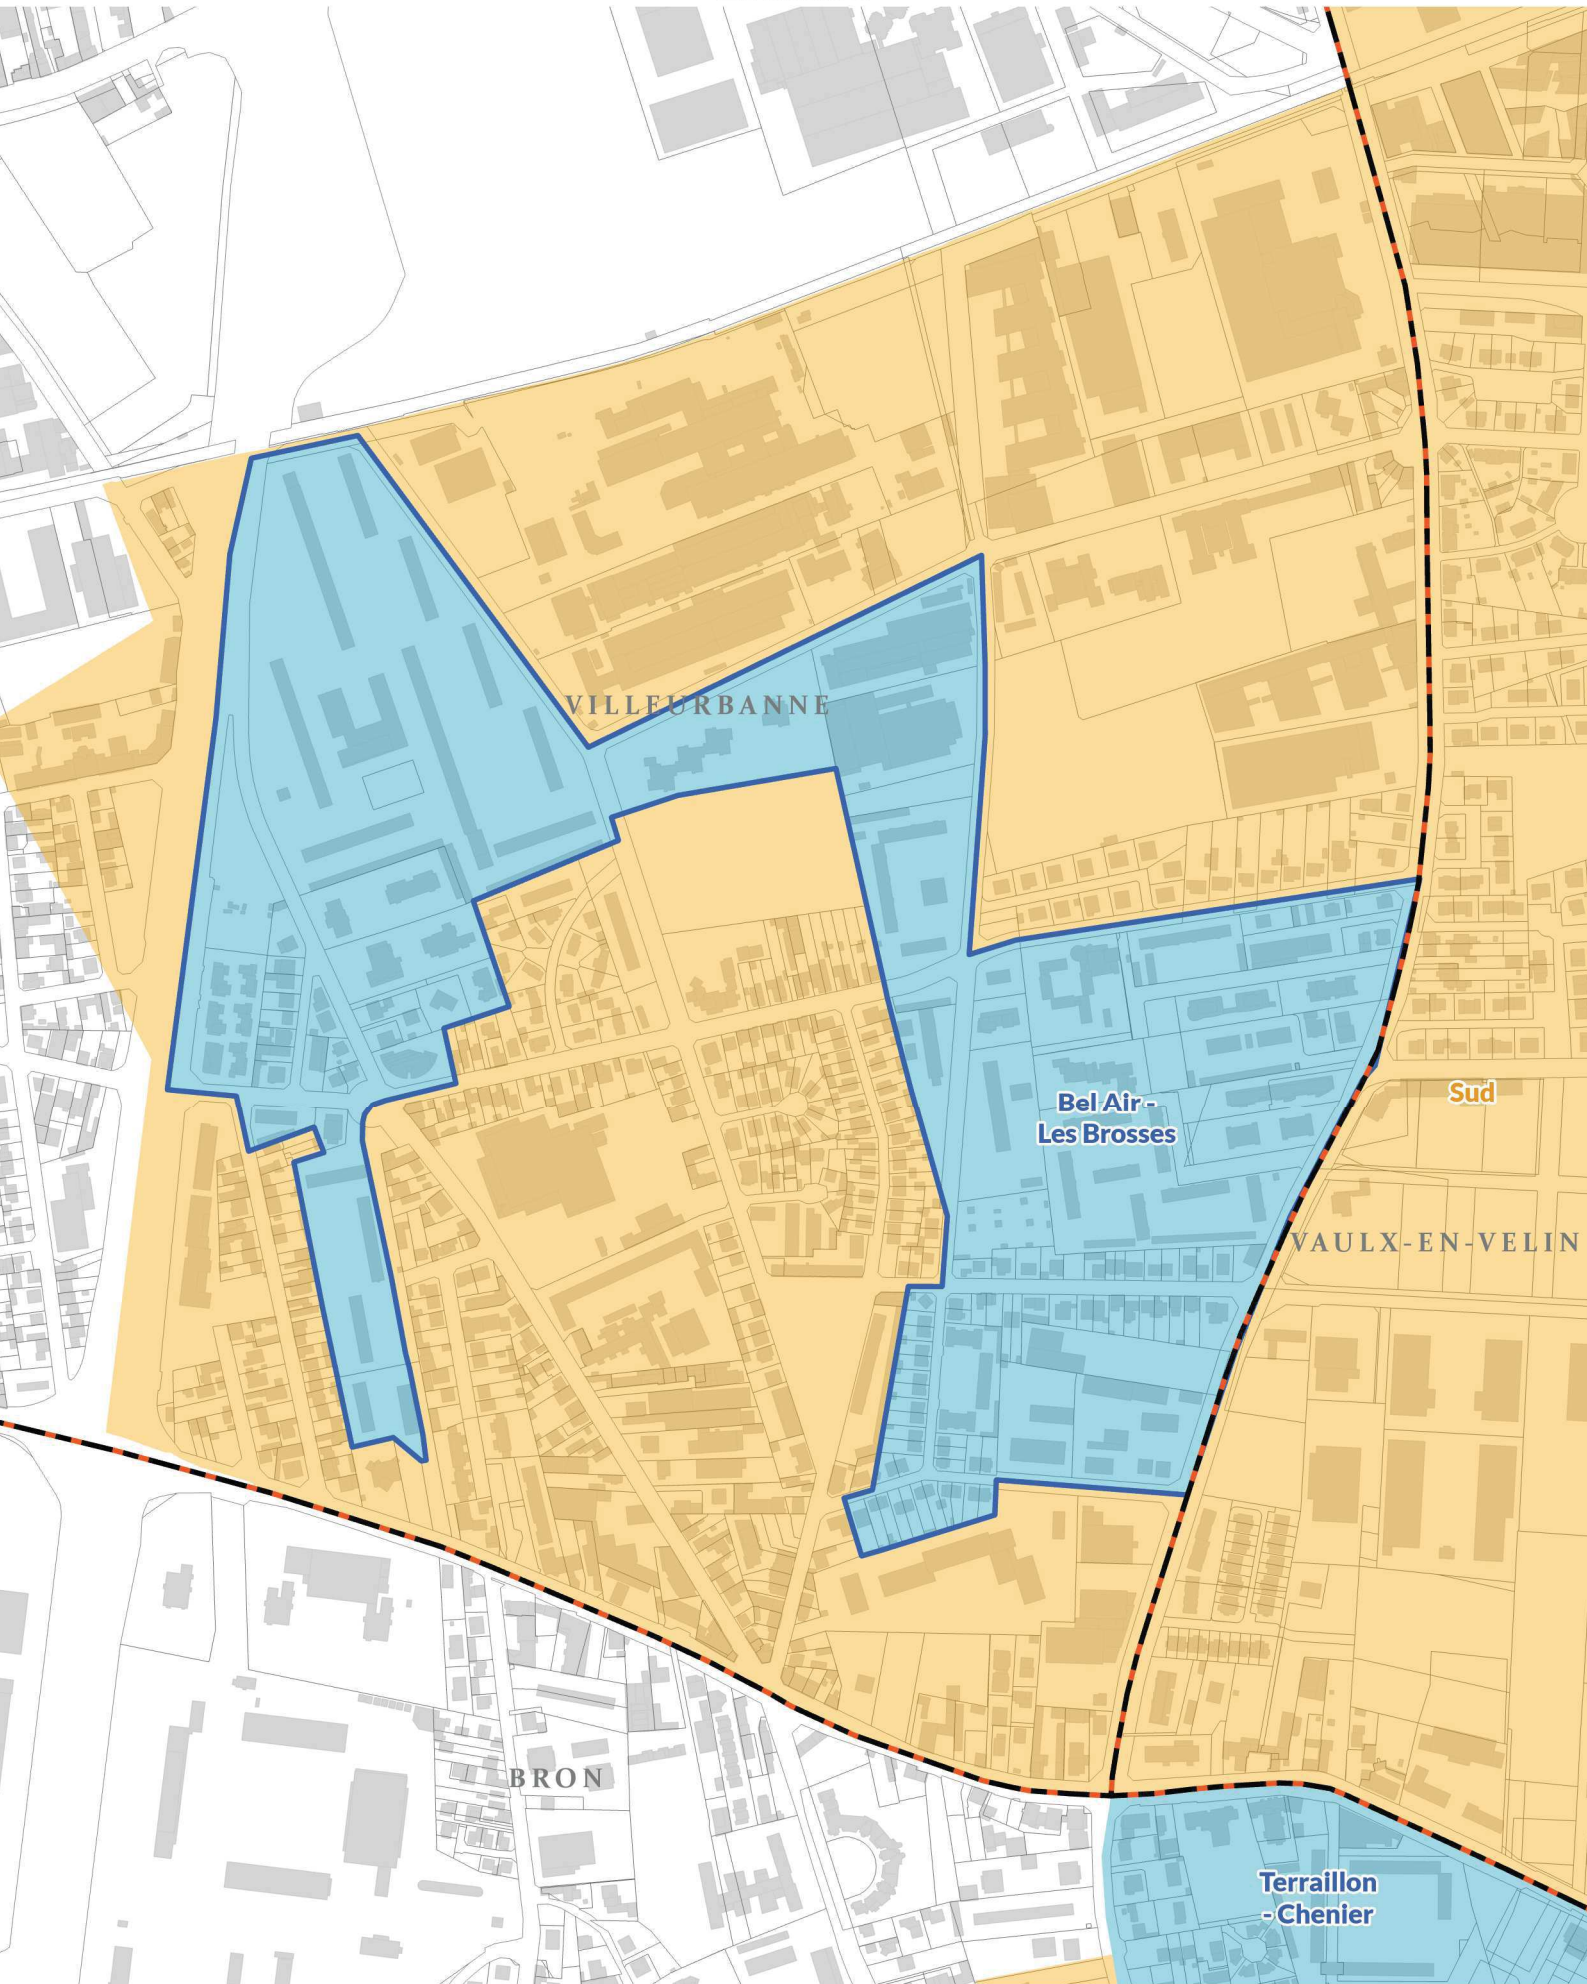 VILLEURBANNE
Bel Air -
Les Brosses
Sud
VAULX-EN-VELIN
BRON
Terraillon
- Chenier